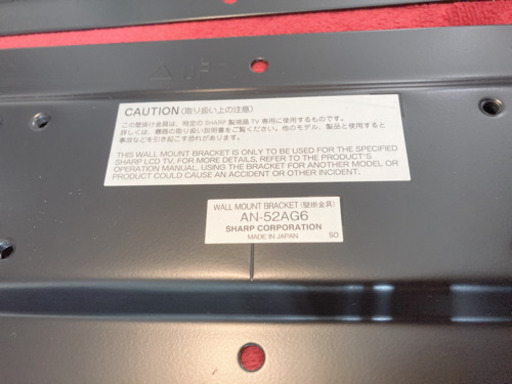 UP
CAUTION(取り扱い上の注意)
この壁掛け金具は、特定の SHARP 製液晶 TV 専用に使用するものです。
詳しくは、機器の取り扱い説明書をご覧ください。他のモデル、製品と使用すると
事故などを引き起こす恐れがあります。
THIS WALL MOUNT BRACKET IS ONLY TO BE USED FOR THE SPECIFIED
SHARP LCD TV. FOR MORE DETAILS, REFER TO THE PRODUCT'S
OPERATION MANUAL. USING THE BRACKET FOR ANOTHER MODEL OR
PRODUCT COULD CAUSE AN ACCIDENT OR OTHER INCIDENT.
WALL MOUNT BRACKET (壁掛金具)
AN-52AG6
SHARP CORPORATION
MADE IN JAPAN SO